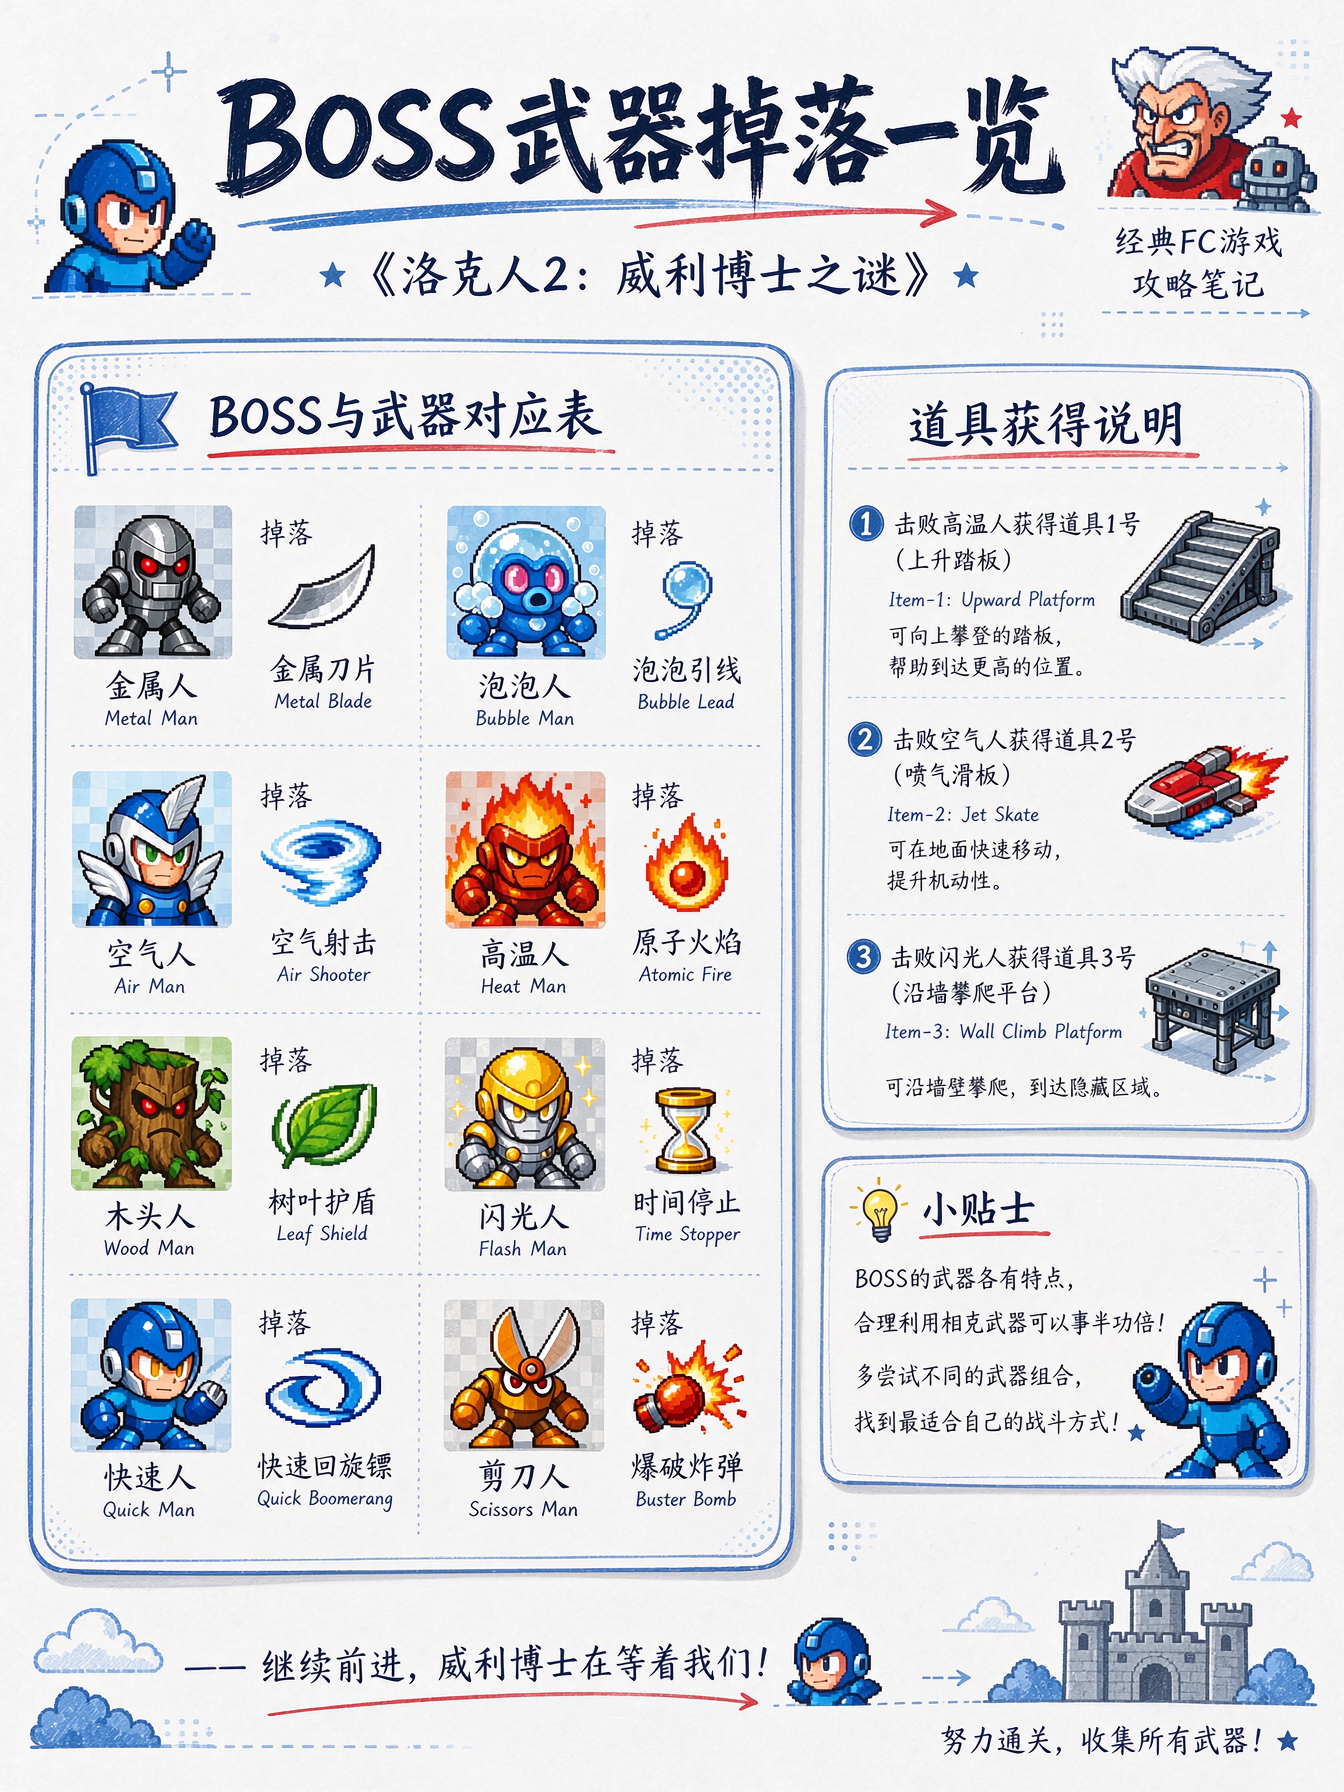 BOSS武器掉落一览
《洛克人2：威利博士之谜》
经典FC游戏
攻略笔记
BOSS与武器对应表
掉落
金属人
Metal Man
金属刀片
Metal Blade
掉落
泡泡人
Bubble Man
泡泡引线
Bubble Lead
掉落
空气人
Air Man
空气射击
Air Shooter
掉落
高温人
Heat Man
原子火焰
Atomic Fire
掉落
木头人
Wood Man
树叶护盾
Leaf Shield
掉落
闪光人
Flash Man
时间停止
Time Stopper
掉落
快速人
Quick Man
快速回旋镖
Quick Boomerang
掉落
剪刀人
Scissors Man
爆破炸弹
Buster Bomb
道具获得说明
1 击败高温人获得道具1号
（上升踏板）
Item-1: Upward Platform
可向上攀登的踏板，
帮助到达更高的位置。
2 击败空气人获得道具2号
（喷气滑板）
Item-2: Jet Skate
可在地面快速移动，
提升机动性。
3 击败闪光人获得道具3号
（沿墙攀爬平台）
Item-3: Wall Climb Platform
可沿墙壁攀爬，到达隐藏区域。
小贴士
BOSS的武器各有特点，
合理利用相克武器可以事半功倍！
多尝试不同的武器组合，
找到最适合自己的战斗方式！
—— 继续前进，威利博士在等着我们！
努力通关，收集所有武器！